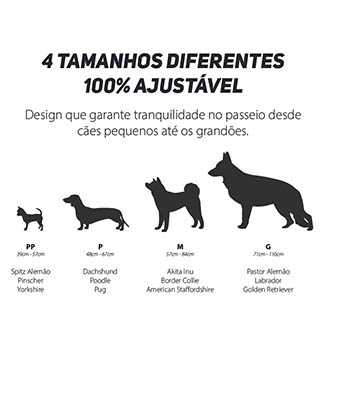 4 TAMANHOS DIFERENTES
100% AJUSTÁVEL
Design que garante tranquilidade no passeio desde
cães pequenos até os grandões.
PP P M G
39cm - 57cm 48cm - 67cm 57cm - 84cm 71cm - 110cm
Spitz Alemão Dachshund Akita Inu Pastor Alemão
Pinscher Poodle Border Collie Labrador
Yorkshire Pug American Staffordshire Golden Retriever